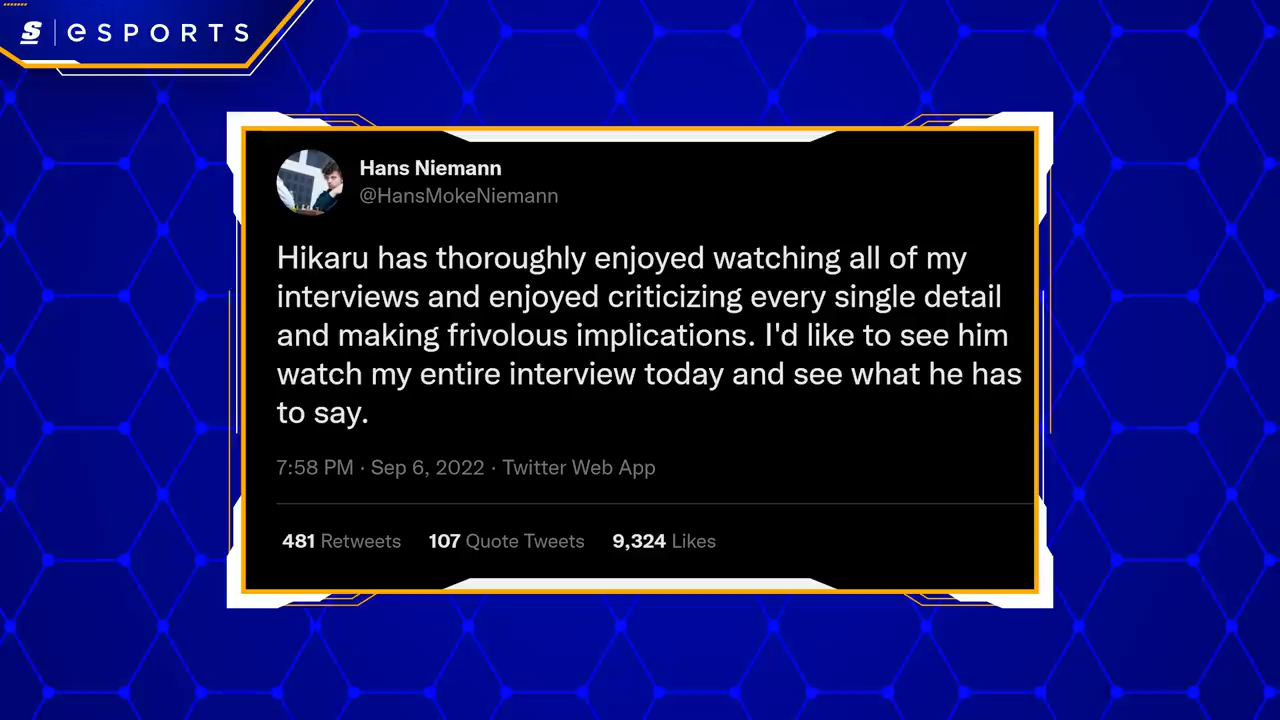 S | eSPORTS
Hans Niemann
@HansMokeNiemann
Hikaru has thoroughly enjoyed watching all of my
interviews and enjoyed criticizing every single detail
and making frivolous implications. I'd like to see him
watch my entire interview today and see what he has
to say.
7:58 PM · Sep 6, 2022 · Twitter Web App
481 Retweets 107 Quote Tweets 9,324 Likes